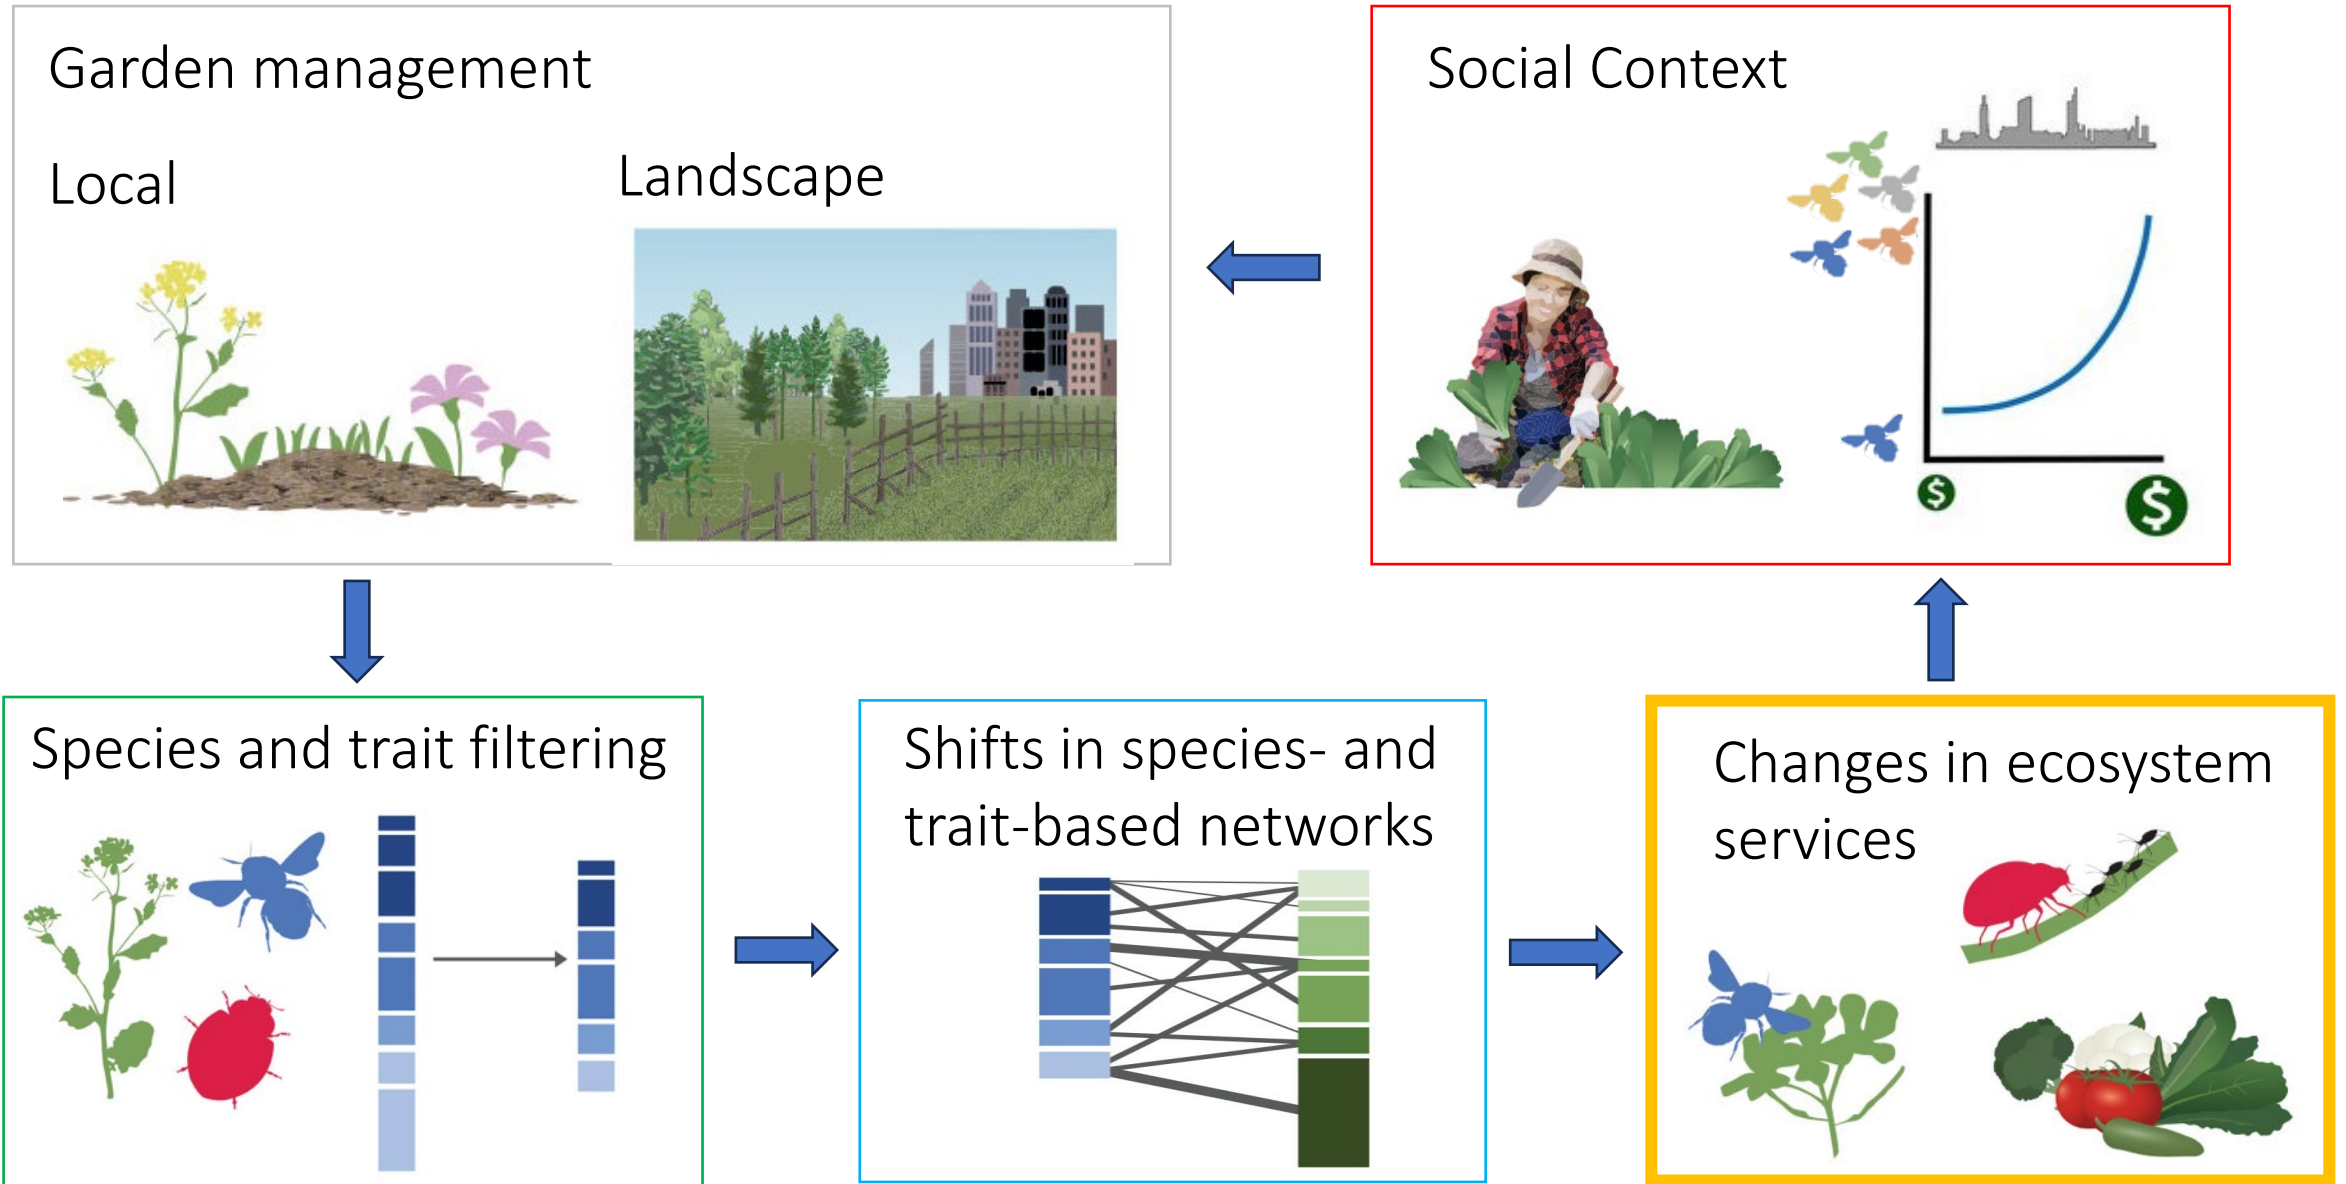 Garden management
Local
Landscape
Social Context
$
$
Species and trait filtering
Shifts in species- and
trait-based networks
Changes in ecosystem
services